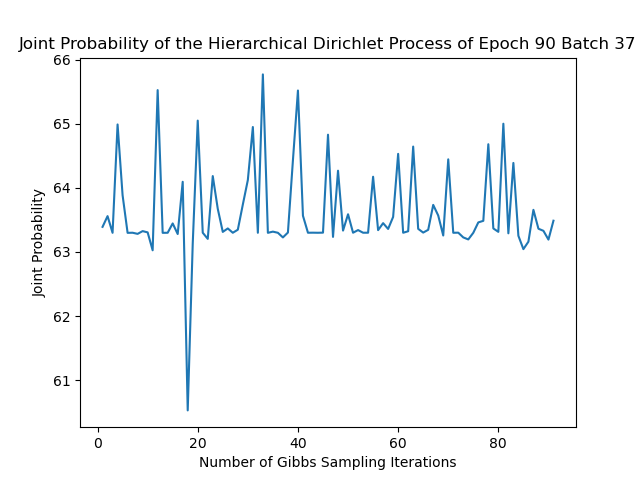 Joint Probability of the Hierarchical Dirichlet Process of Epoch 90 Batch 37
66
65
64
63
62
61
Joint Probability
0 20 40 60 80
Number of Gibbs Sampling Iterations